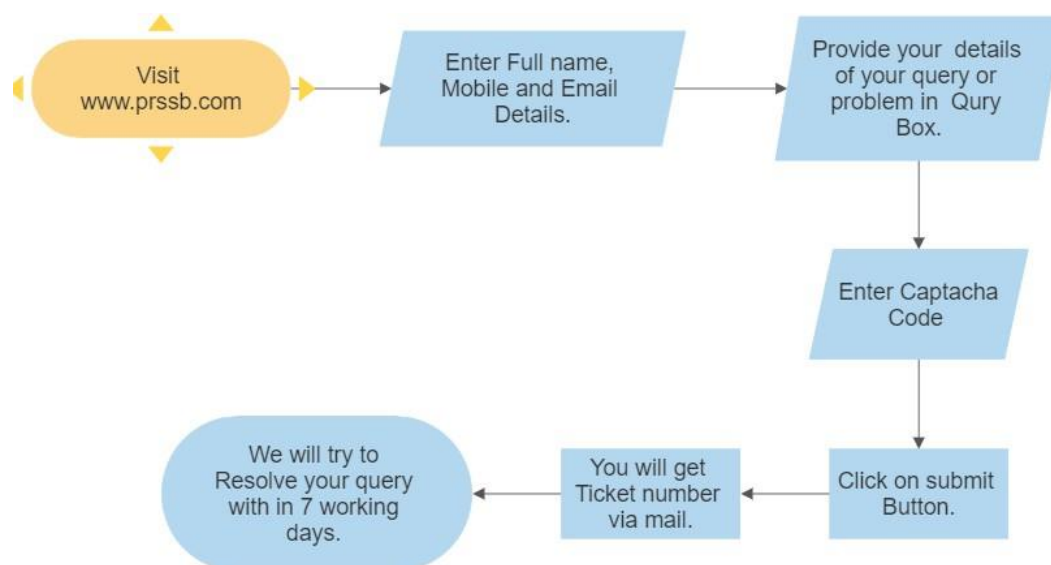 Visit
www.prssb.com
Enter Full name,
Mobile and Email
Details.
Provide your details
of your query or
problem in Qury
Box.
Enter Captacha
Code
Click on submit
Button.
You will get
Ticket number
via mail.
We will try to
Resolve your query
with in 7 working
days.